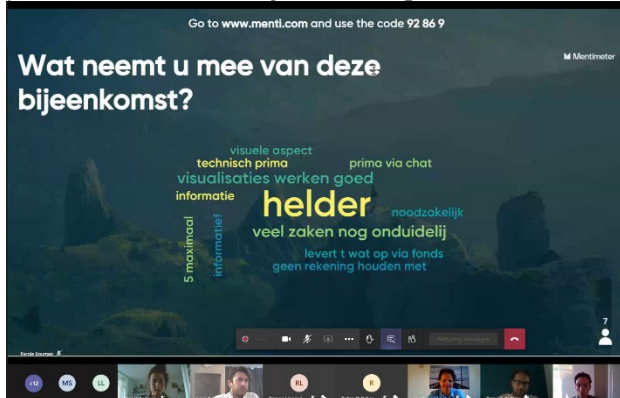 Go to www.menti.com and use the code 92 86 9
Wat neemt u mee van deze
bijeenkomst?
Mentimeter
visuele aspect
technisch prima
prima via chat
visualisaties werken goed
informatie
helder
noodzakelijk
veel zaken nog onduidelij
5 maximaal
informatief
levert t wat op via fonds
geen rekening houden met
7
+12
MS
LL
RL
R